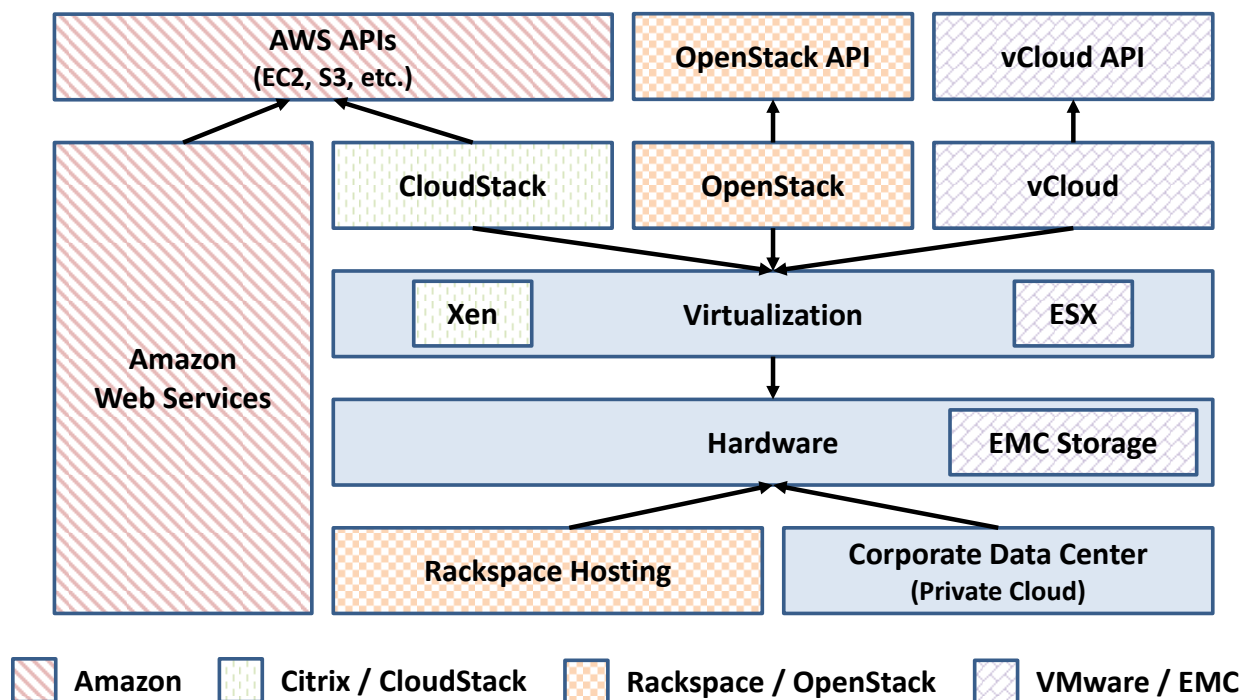 AWS APIs
(EC2, S3, etc.)
OpenStack API
vCloud API
CloudStack
OpenStack
vCloud
Amazon
Web Services
Xen
Virtualization
ESX
Hardware
EMC Storage
Rackspace Hosting
Corporate Data Center
(Private Cloud)
Amazon
Citrix / CloudStack
Rackspace / OpenStack
VMware / EMC